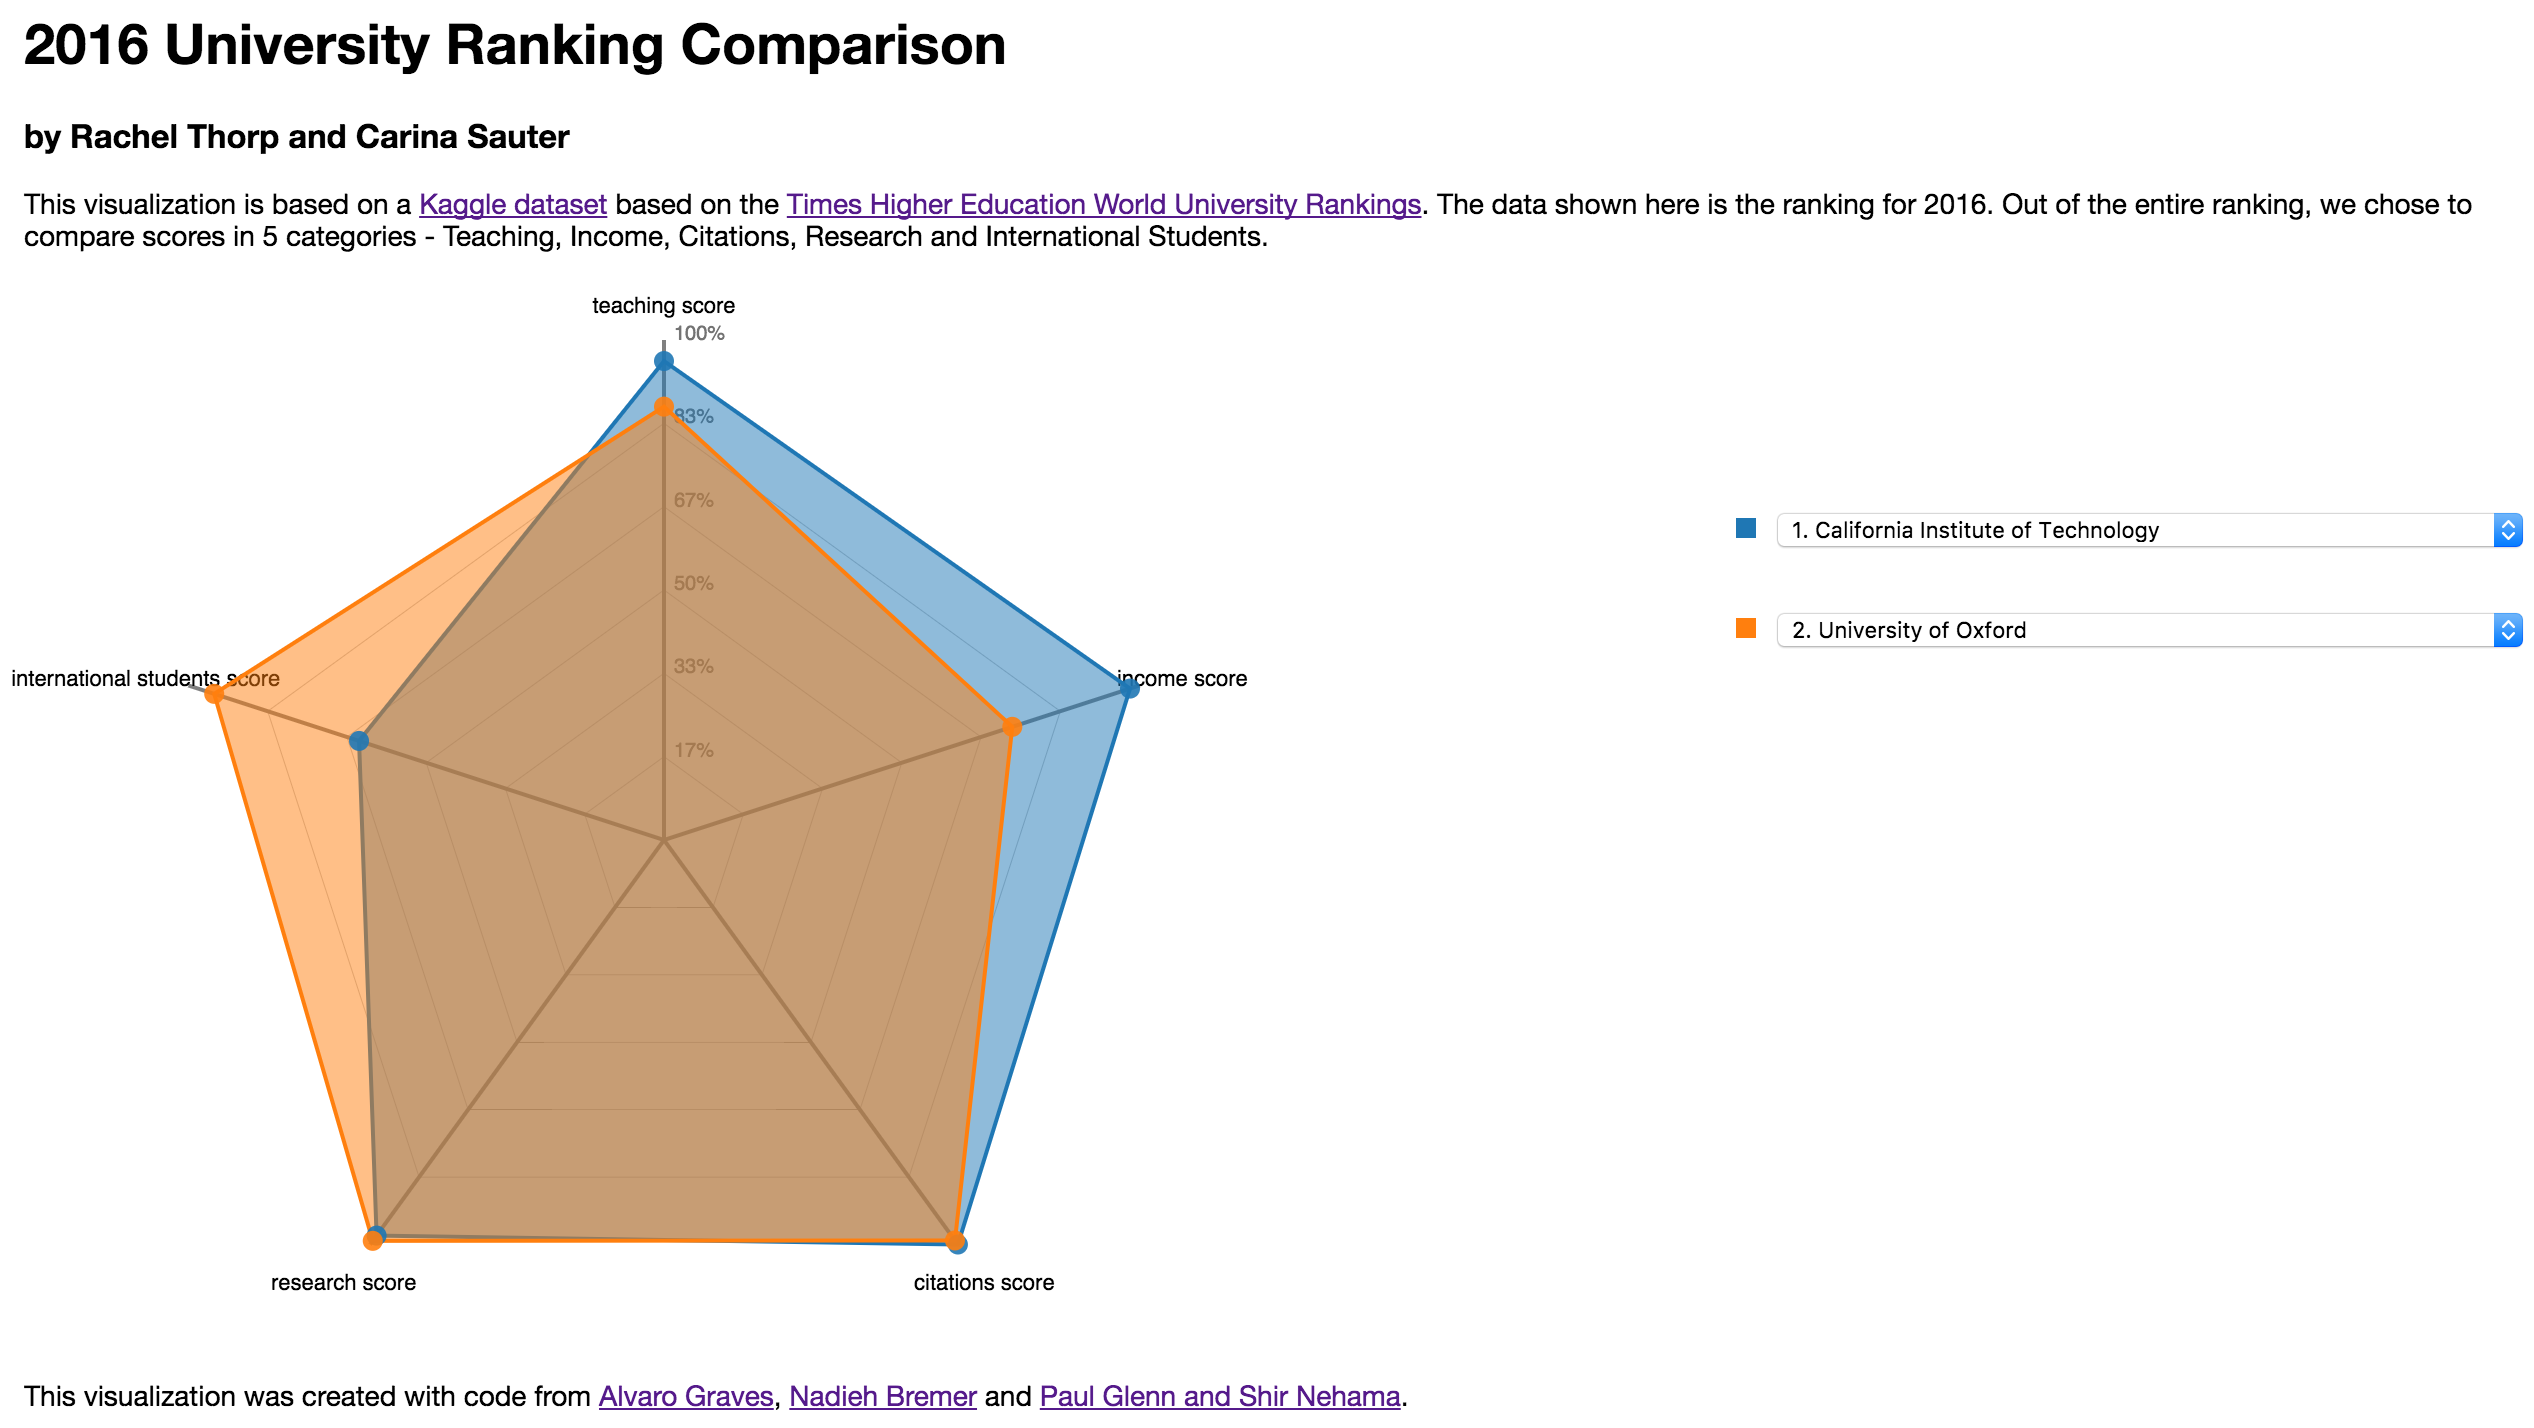 2016 University Ranking Comparison
by Rachel Thorp and Carina Sauter
This visualization is based on a Kaggle dataset based on the Times Higher Education World University Rankings. The data shown here is the ranking for 2016. Out of the entire ranking, we chose to
compare scores in 5 categories - Teaching, Income, Citations, Research and International Students.
teaching score
100%
83%
67%
50%
33%
17%
international students score
income score
research score
citations score
1. California Institute of Technology
2. University of Oxford
This visualization was created with code from Alvaro Graves, Nadieh Bremer and Paul Glenn and Shir Nehama.